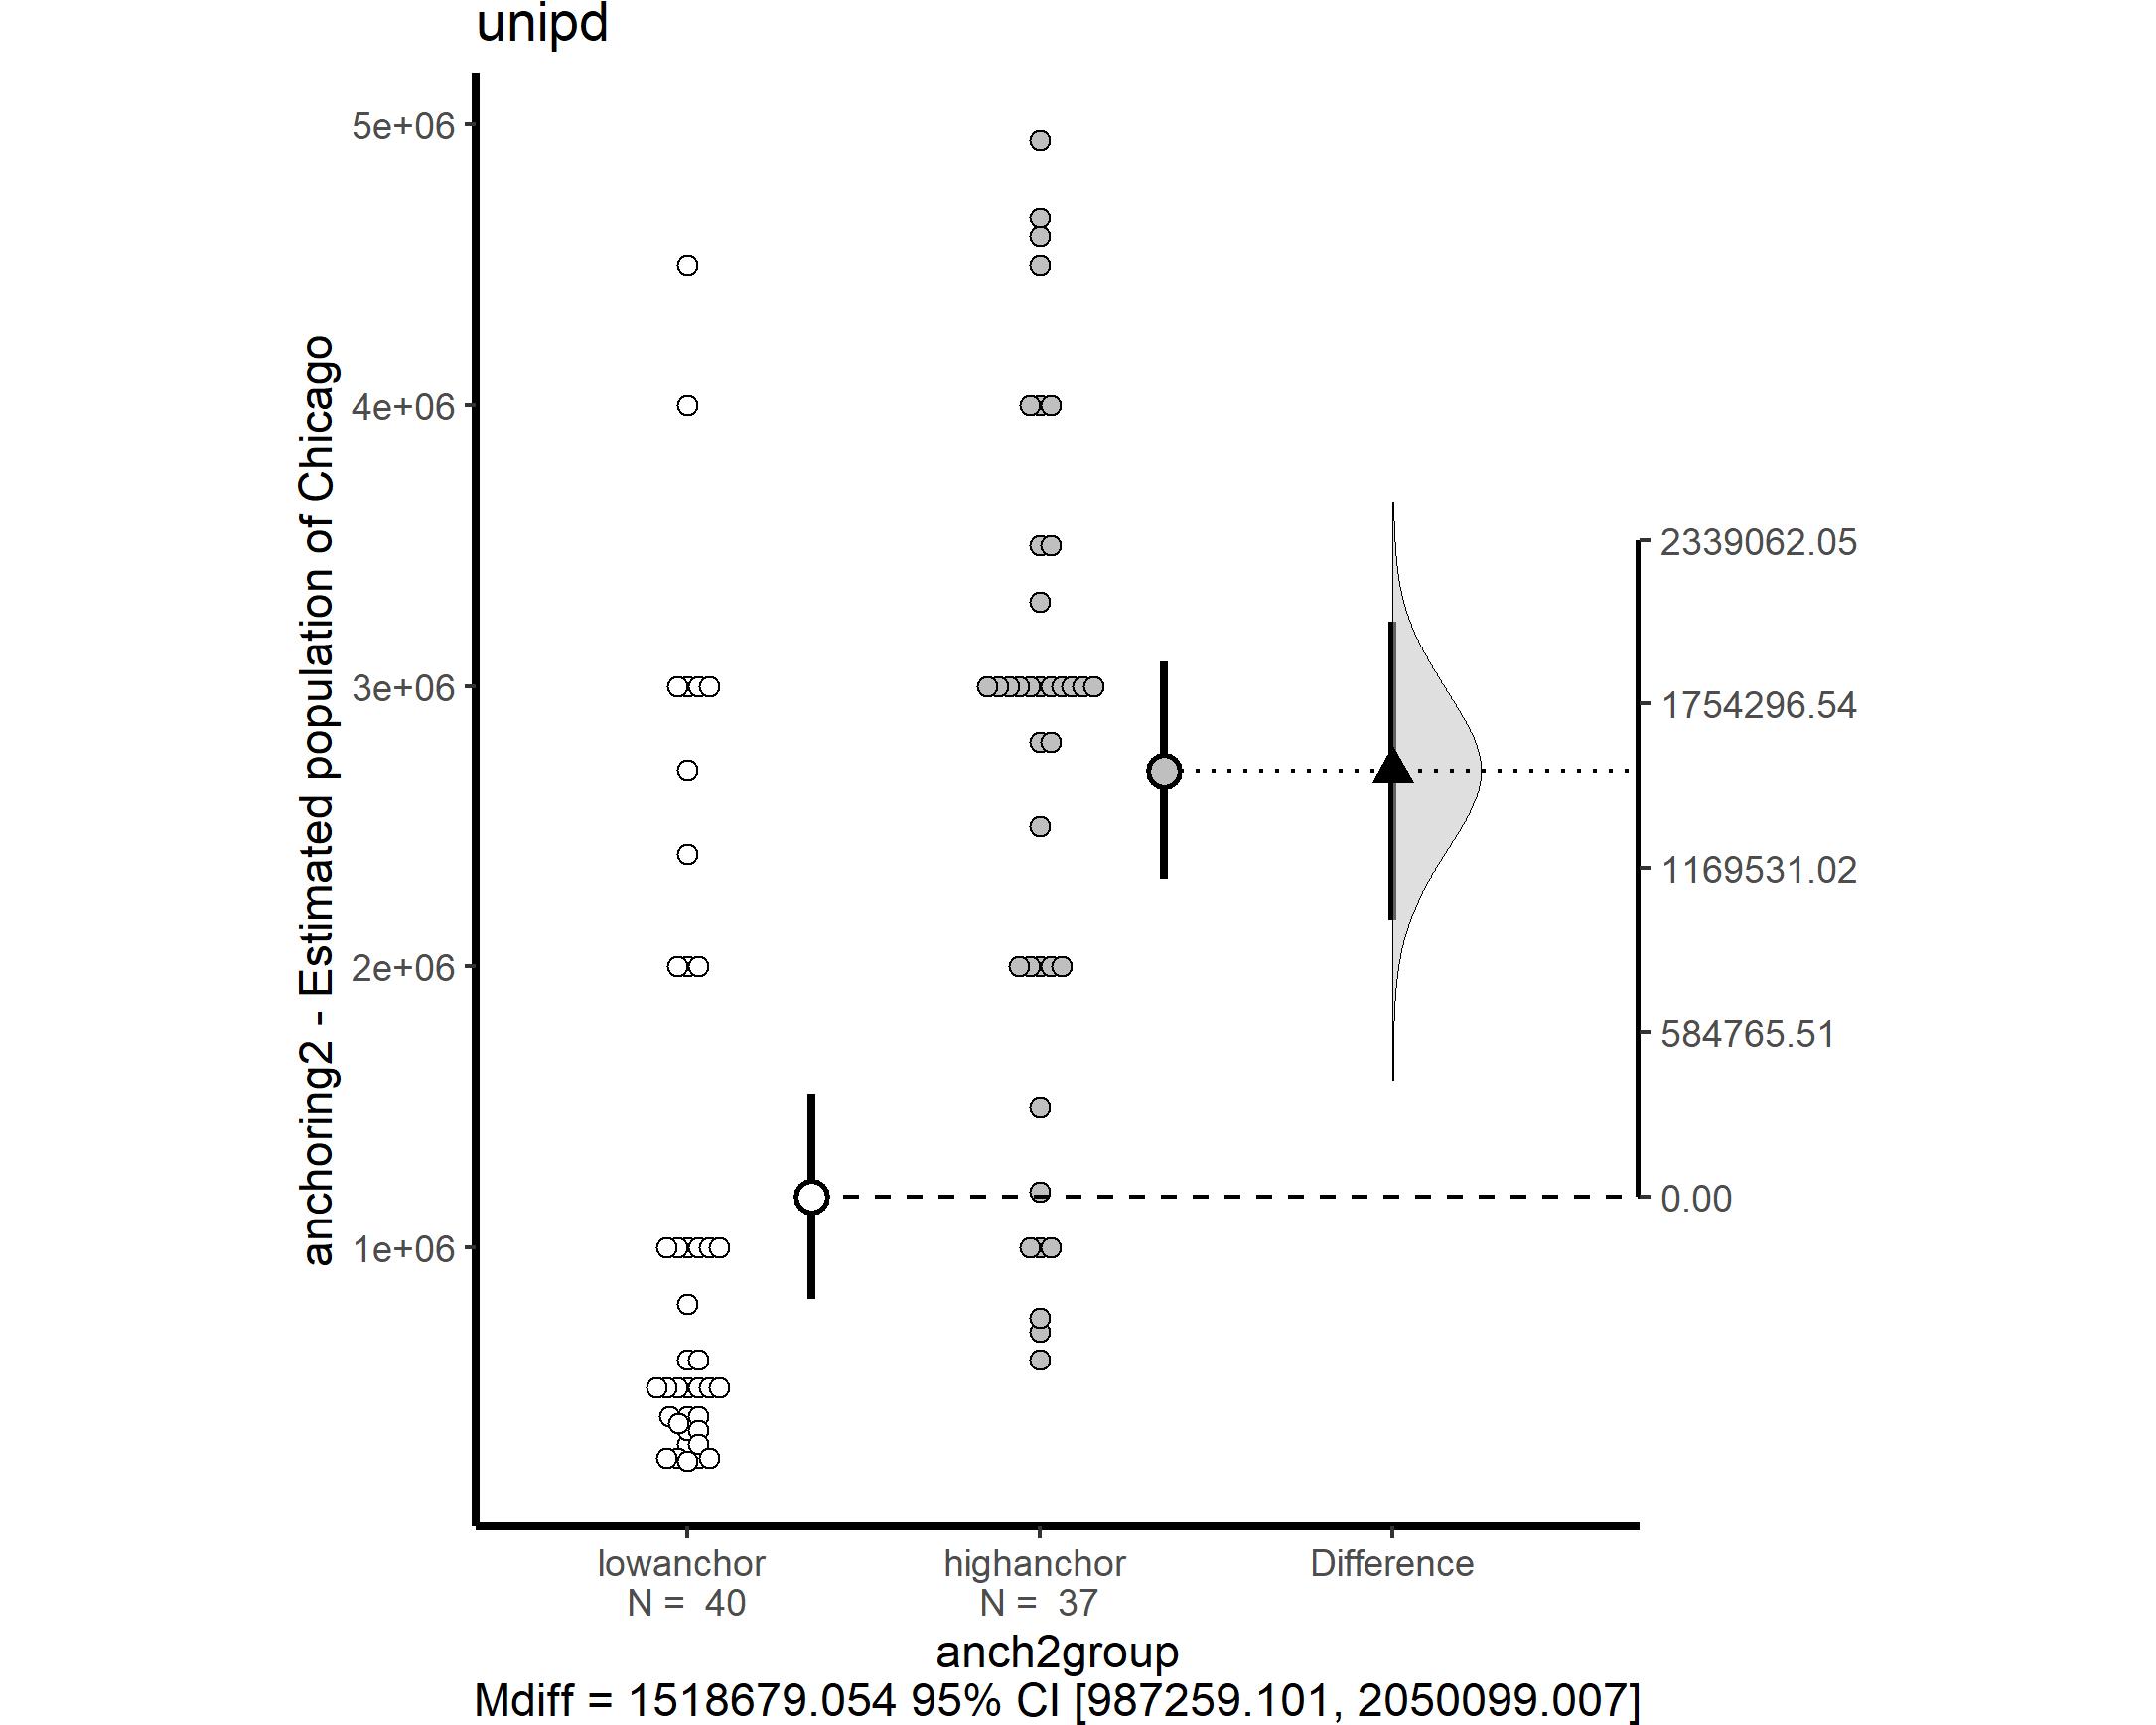 unipd
5e+06
4e+06
3e+06
2e+06
1e+06
anchoring2 - Estimated population of Chicago
2339062.05
1754296.54
1169531.02
584765.51
0.00
lowanchor highanchor Difference
N =  40 N =  37
anch2group
Mdiff = 1518679.054 95% CI [987259.101, 2050099.007]